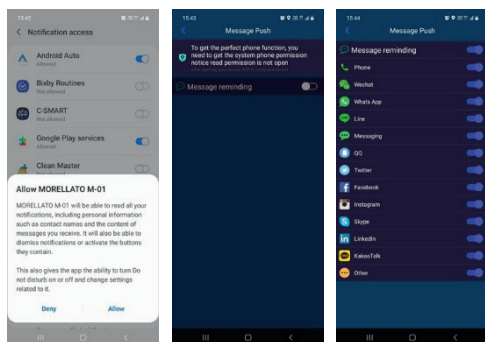 15:43
Notification access
Android Auto
Allowed
Bixby Routines
Not allowed
C-SMART
Not allowed
Google Play services
Allowed
Clean Master
Allow MORELLATO M-01
MORELLATO M-01 will be able to read all your
notifications, including personal information
such as contact names and the content of
messages you receive. It will also be able to
dismiss notifications or activate the buttons
they contain.
This also gives the app the ability to turn Do
not disturb on or off and change settings
related to it.
Deny
Allow
15:43
Message Push
To get the perfect phone function, you
need to get the system phone permission
notice read permission is not open
Message reminding
15:44
Message Push
Message reminding
Phone
Wechat
Whats App
Line
Messaging
QQ
Twitter
Facebook
Instagram
Skype
LinkedIn
KakaoTalk
Other